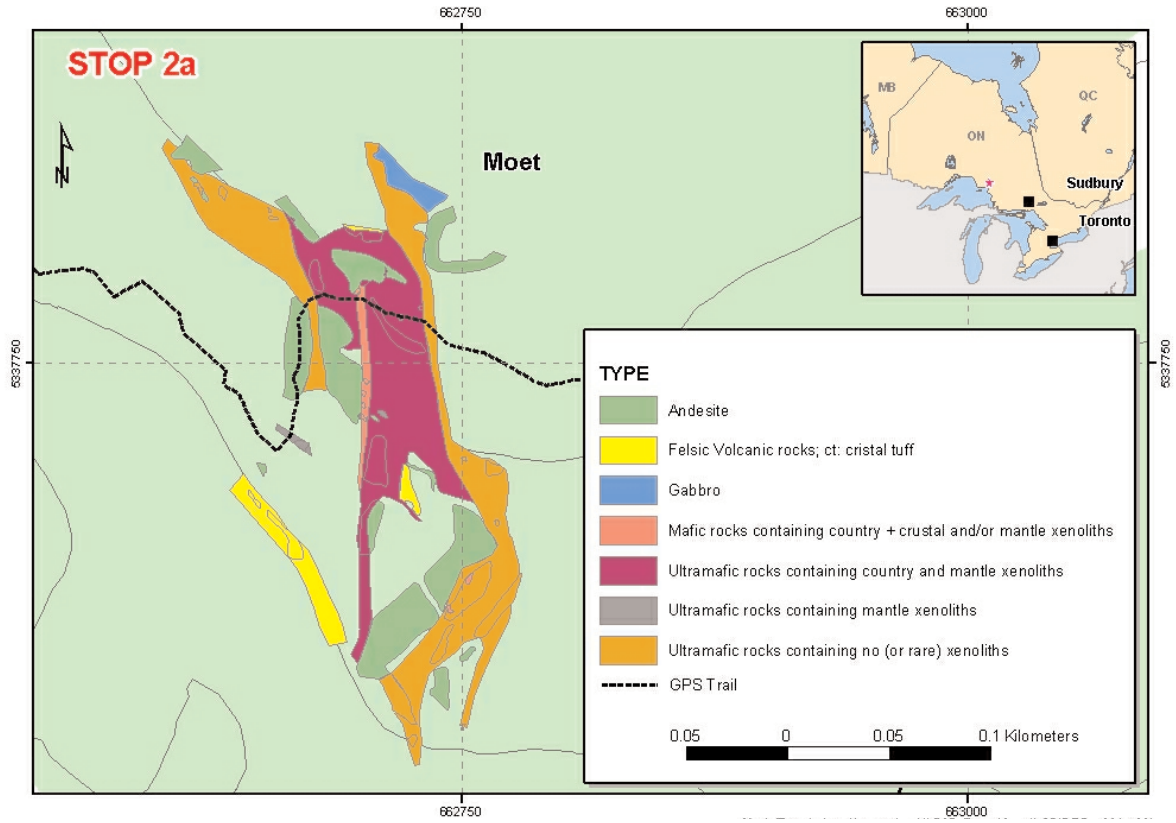 662750
663000
STOP 2a
MB
QC
ON
Moet
Sudbury
Toronto
N
6337750
6337750
TYPE
Andesite
Felsic Volcanic rocks; ct: cristal tuff
Gabbro
Mafic rocks containing country + crustal and/or mantle xenoliths
Ultramafic rocks containing country and mantle xenoliths
Ultramafic rocks containing mantle xenoliths
Ultramafic rocks containing no (or rare) xenoliths
GPS Trail
0.05 0 0.05 0.1 Kilometers
662750
663000